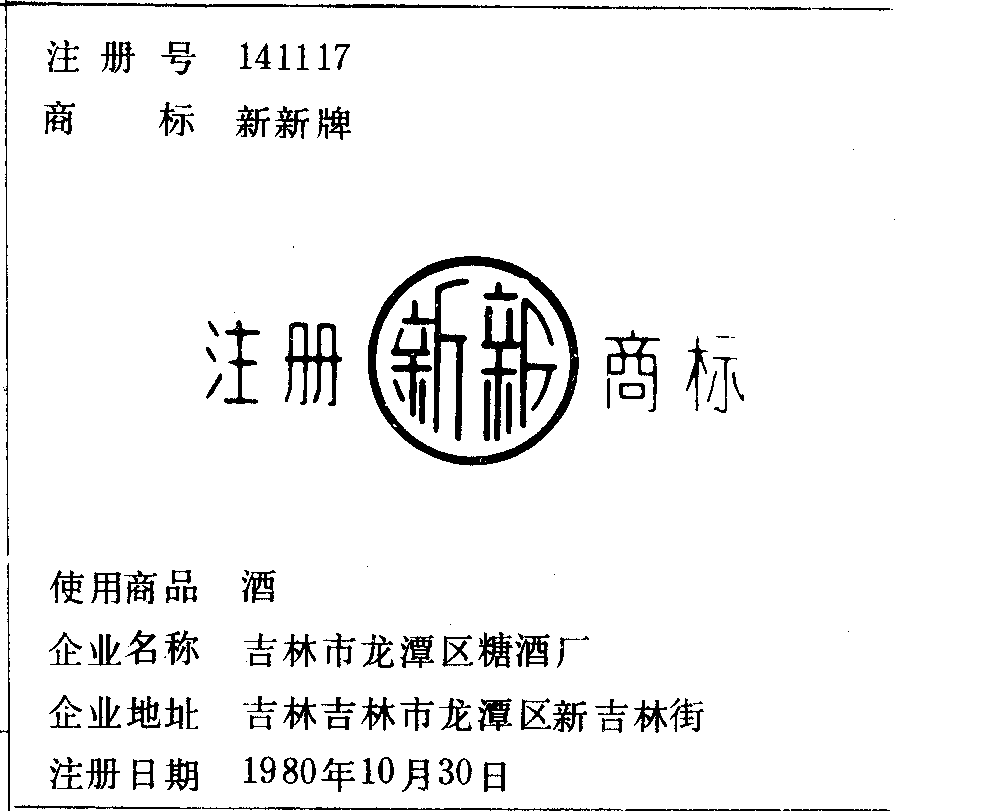 注册号 141117
商标 新新牌
注册 新新 商标
使用商品 酒
企业名称 吉林市龙潭区糖酒厂
企业地址 吉林吉林市龙潭区新吉林街
注册日期 1980年10月30日